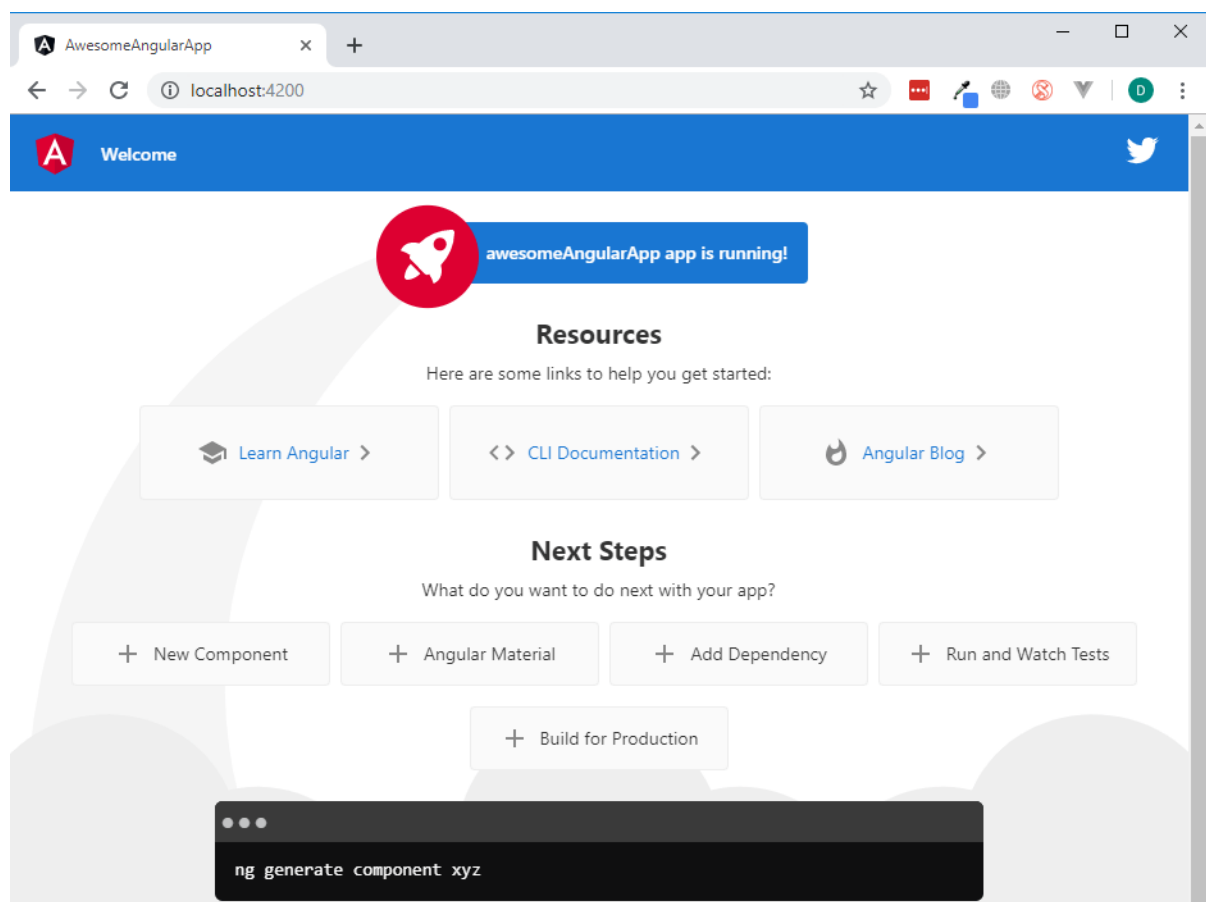 AwesomeAngularApp
localhost:4200
D
A Welcome
awesomeAngularApp app is running!
Resources
Here are some links to help you get started:
Learn Angular
CLI Documentation
Angular Blog
Next Steps
What do you want to do next with your app?
New Component
Angular Material
Add Dependency
Run and Watch Tests
Build for Production
ng generate component xyz